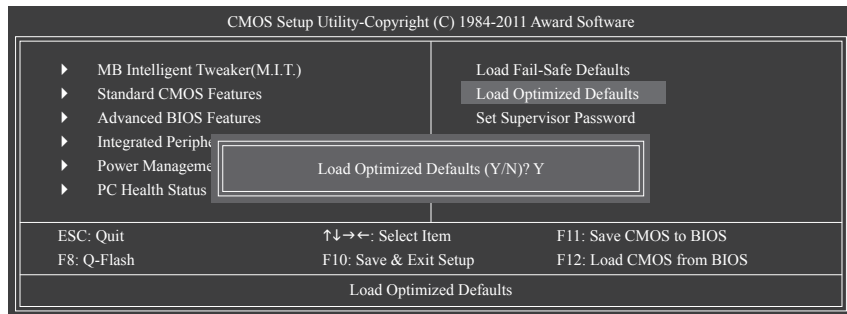 CMOS Setup Utility-Copyright (C) 1984-2011 Award Software
MB Intelligent Tweaker(M.I.T.)
Standard CMOS Features
Advanced BIOS Features
Integrated Periphe
Power Manageme
PC Health Status
Load Fail-Safe Defaults
Load Optimized Defaults
Set Supervisor Password
Load Optimized Defaults (Y/N)? Y
ESC: Quit ↑↓→←: Select Item F11: Save CMOS to BIOS
F8: Q-Flash F10: Save & Exit Setup F12: Load CMOS from BIOS
Load Optimized Defaults